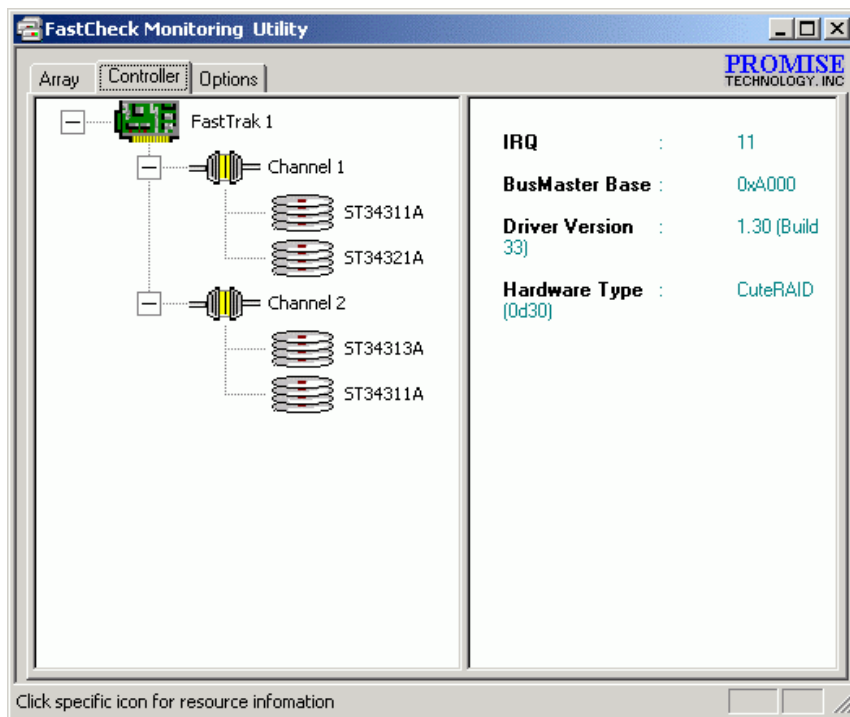 FastCheck Monitoring Utility
PROMISE
TECHNOLOGY, INC
Array Controller Options
FastTrak 1
Channel 1
ST34311A
ST34321A
Channel 2
ST34313A
ST34311A
IRQ : 11
BusMaster Base : 0xA000
Driver Version : 1.30 (Build
33)
Hardware Type : CuteRAID
(0d30)
Click specific icon for resource infomation